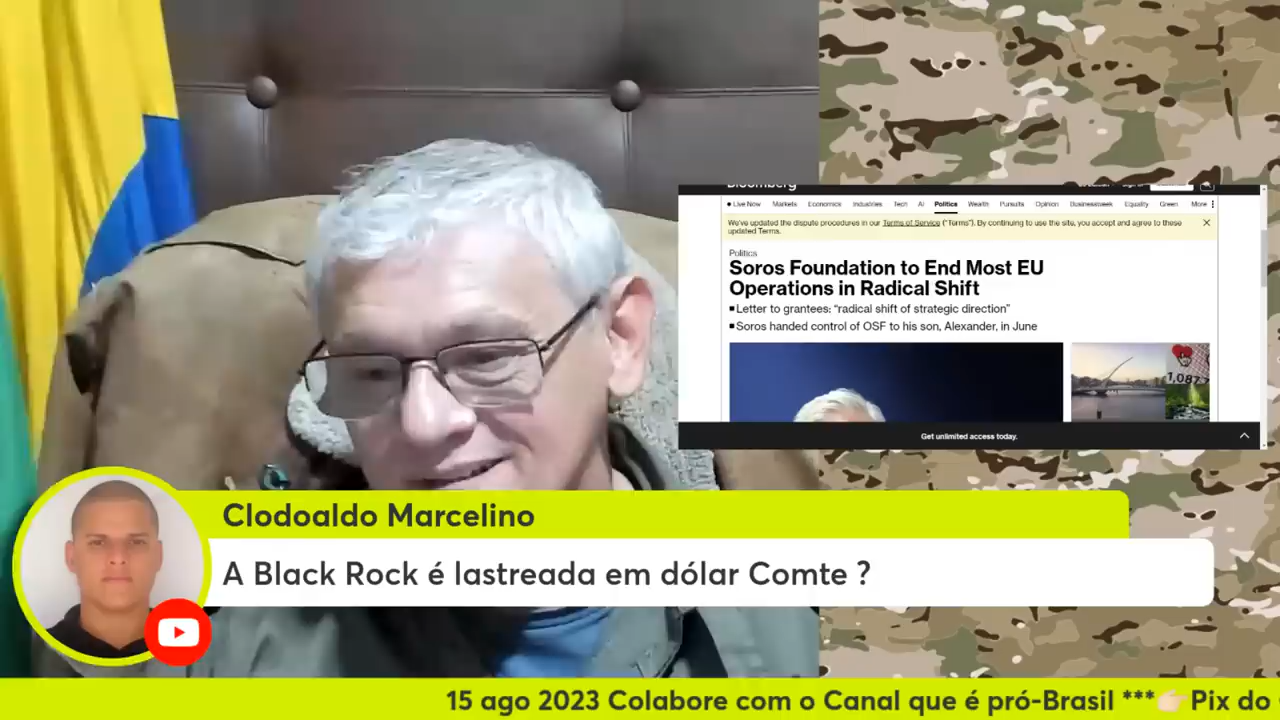 Bloomberg
Live Now Markets Economics Industries Tech AI Politics Wealth Pursuits Opinion Businessweek Equality Green More
We've updated the dispute procedures in our Terms of Service ("Terms"). By continuing to use the site, you accept and agree to these
updated Terms.
Politics
Soros Foundation to End Most EU
Operations in Radical Shift
Letter to grantees: “radical shift of strategic direction”
Soros handed control of OSF to his son, Alexander, in June
1,087
Get unlimited access today.
Clodoaldo Marcelino
A Black Rock é lastreada em dólar Comte ?
15 ago 2023 Colabore com o Canal que é pró-Brasil ***👉Pix do